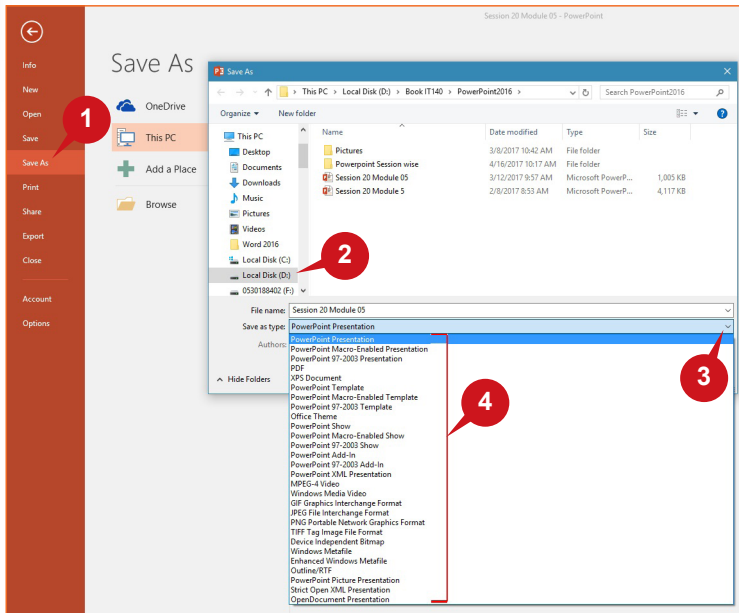 Session 20 Module 05 - PowerPoint
Info
New
Open
Save
Save As
Print
Share
Export
Close
Account
Options
Save As
OneDrive
This PC
Add a Place
Browse
1
P3 Save As
This PC > Local Disk (D:) > Book IT140 > PowerPoint2016 >
Search PowerPoint2016
Organize New folder
This PC
Desktop
Documents
Downloads
Music
Pictures
Videos
Word 2016
Local Disk (C:)
Local Disk (D:)
0530188402 (F:)
2
Name Date modified Type Size
Pictures 3/8/2017 10:42 AM File folder
Powerpoint Session wise 4/16/2017 10:17 AM File folder
Session 20 Module 05 3/12/2017 9:57 AM Microsoft PowerP... 1,005 KB
Session 20 Module 5 2/8/2017 8:53 AM Microsoft PowerP... 4,117 KB
File name: Session 20 Module 05
Save as type: PowerPoint Presentation
Authors:
Hide Folders
3
4
PowerPoint Presentation
PowerPoint Macro-Enabled Presentation
PowerPoint 97-2003 Presentation
PDF
XPS Document
PowerPoint Template
PowerPoint Macro-Enabled Template
PowerPoint 97-2003 Template
Office Theme
PowerPoint Show
PowerPoint Macro-Enabled Show
PowerPoint 97-2003 Show
PowerPoint Add-In
PowerPoint 97-2003 Add-In
PowerPoint XML Presentation
MPEG-4 Video
Windows Media Video
GIF Graphics Interchange Format
JPEG File Interchange Format
PNG Portable Network Graphics Format
TIFF Tag Image File Format
Device Independent Bitmap
Windows Metafile
Enhanced Windows Metafile
Outline/RTF
PowerPoint Picture Presentation
Strict Open XML Presentation
OpenDocument Presentation